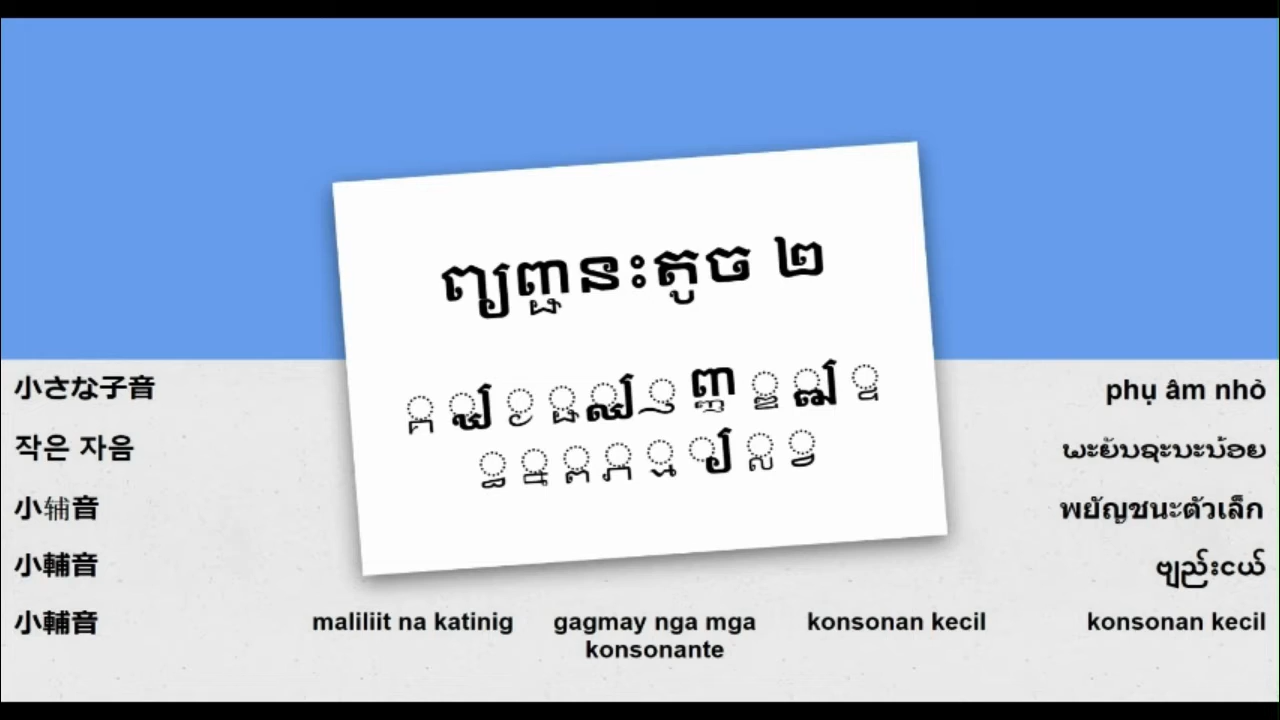 ព្យញ្ជនះតូច ២
◌្គ ◌្ឃ ◌្ង ◌្ជ ◌្ឈ ◌្ញ ញ្ញ ◌្ឌ ◌្ឍ ◌្ទ
◌្ធ ◌្ន ◌្ព ◌្ភ ◌្ម ◌្យ ◌្ល ◌្វ
小さな子音
작은 자음
小辅音
小輔音
小輔音
maliliit na katinig
gagmay nga mga
konsonante
konsonan kecil
phụ âm nhỏ
ພະຍັນຊະນະນ້ອຍ
พยัญชนะตัวเล็ก
ဗျည်းငယ်
konsonan kecil